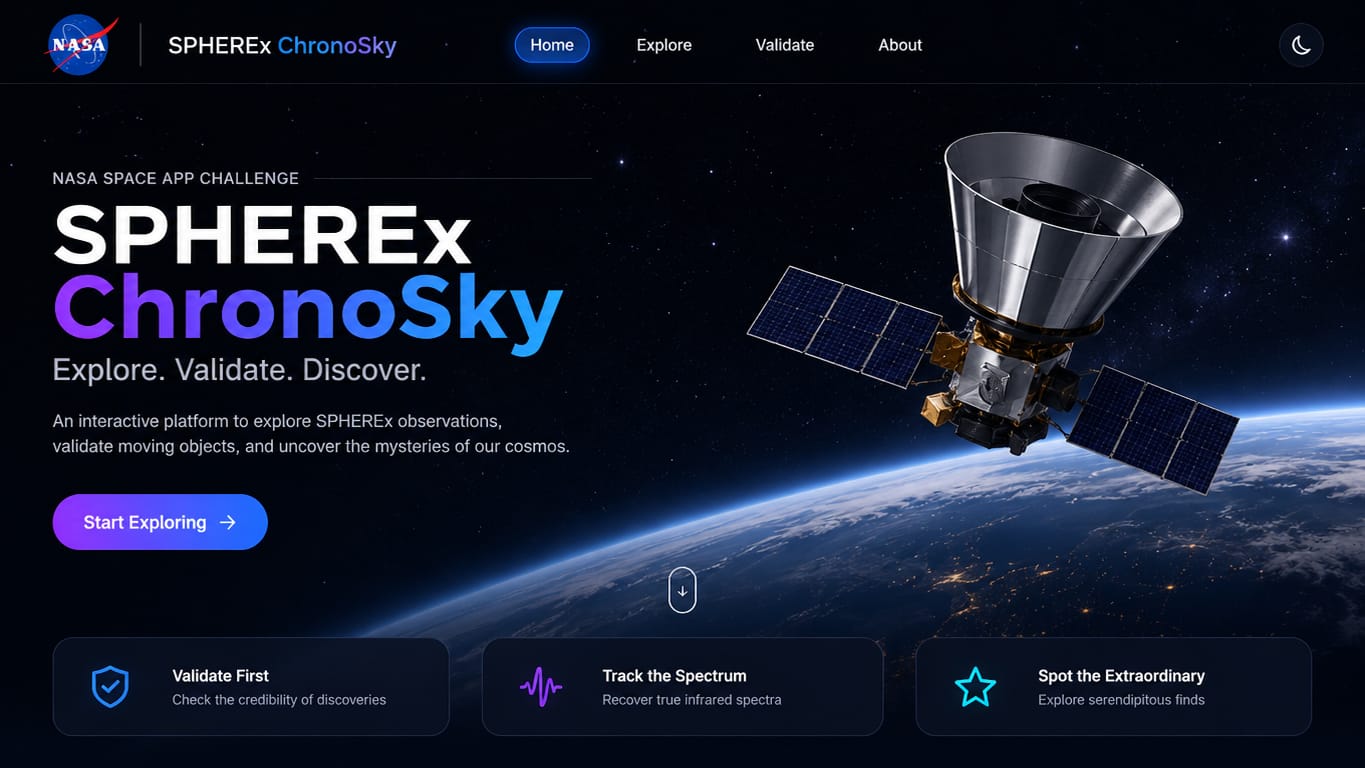 NASA
SPHEREx ChronoSky
Home
Explore
Validate
About
NASA SPACE APP CHALLENGE
SPHEREx
ChronoSky
Explore. Validate. Discover.
An interactive platform to explore SPHEREx observations,
validate moving objects, and uncover the mysteries of our cosmos.
Start Exploring →
Validate First
Check the credibility of discoveries
Track the Spectrum
Recover true infrared spectra
Spot the Extraordinary
Explore serendipitous finds